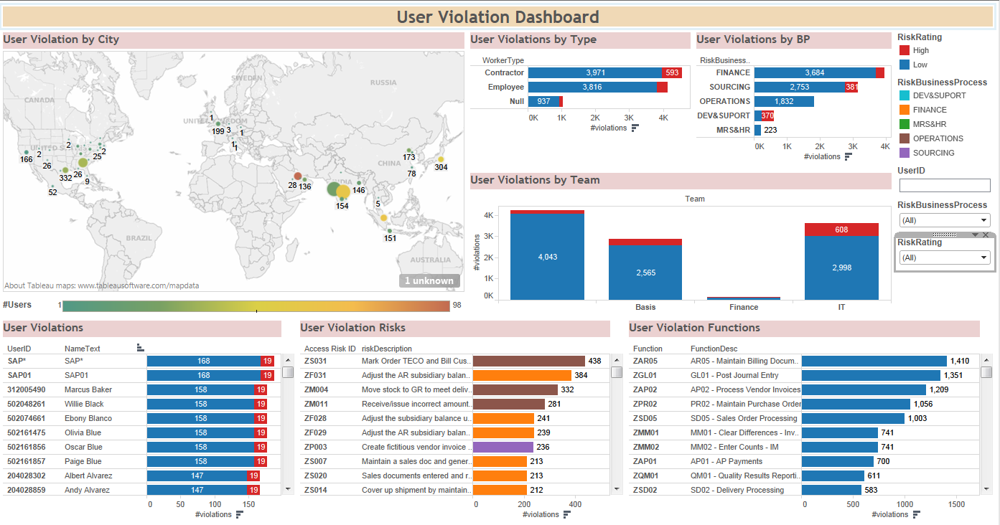 User Violation Dashboard
User Violation by City
CANADA
UNITED STATES
BRAZIL
SWEDEN
UNITED KINGDOM
RUSSIA
CHINA
INDIA
AUSTRALIA
1
199
3
1
1
1
2
2
2
25
166
26
332
26
9
52
28
136
154
146
173
78
304
5
151
1 unknown
About Tableau maps: www.tableausoftware.com/mapdata
#Users 1 98
User Violations by Type
WorkerType
Contractor 3,971 593
Employee 3,816
Null 937
0K 1K 2K 3K 4K
#violations
User Violations by BP
RiskBusiness..
FINANCE 3,684
SOURCING 2,753 381
OPERATIONS 1,832
DEV&SUPORT 370
MRS&HR 223
0K 1K 2K 3K 4K
#violations
User Violations by Team
Team
#violations
4K
3K
2K
1K
0K
4,043
2,565
608
2,998
Basis Finance IT
RiskRating
High
Low
RiskBusinessProcess
DEV&SUPORT
FINANCE
MRS&HR
OPERATIONS
SOURCING
UserID
RiskBusinessProcess
(All)
RiskRating
(All)
User Violations
UserID NameText
SAP* SAP* 168 19
SAP01 SAP01 168 19
312005490 Marcus Baker 158 19
502048261 Willie Black 158 19
502074661 Ebony Blanco 158 19
502161475 Olivia Blue 158 19
502161856 Oscar Blue 158 19
502161857 Paige Blue 158 19
204028302 Albert Alvarez 147 19
204028859 Andy Alvarez 147 19
0 50 100 150
#violations
User Violation Risks
Access Risk ID riskDescription
ZS031 Mark Order TECO and Bill Cus.. 438
ZF031 Adjust the AR subsidiary balan.. 384
ZM004 Move stock to GR to meet deliv.. 332
ZM011 Receive/issue incorrect amount.. 281
ZF028 Adjust the subsidiary balance u.. 241
ZF029 Adjust the AR subsidiary balan.. 239
ZP003 Create fictitious vendor invoice .. 236
ZS007 Maintain a sales doc and gener.. 213
ZS020 Sales documents entered and r.. 213
ZS014 Cover up shipment by maintain.. 212
0 200 400
#violations
User Violation Functions
Function FunctionDesc
ZAR05 AR05 - Maintain Billing Docum.. 1,410
ZGL01 GL01 - Post Journal Entry 1,351
ZAP02 AP02 - Process Vendor Invoices 1,209
ZPR02 PR02 - Maintain Purchase Order 1,056
ZSD05 SD05 - Sales Order Processing 1,003
ZMM01 MM01 - Clear Differences - Inv.. 741
ZMM02 MM02 - Enter Counts - IM 741
ZAP01 AP01 - AP Payments 700
ZQM01 QM01 - Quality Results Reporti.. 611
ZSD02 SD02 - Delivery Processing 583
0 500 1000 1500
#violations